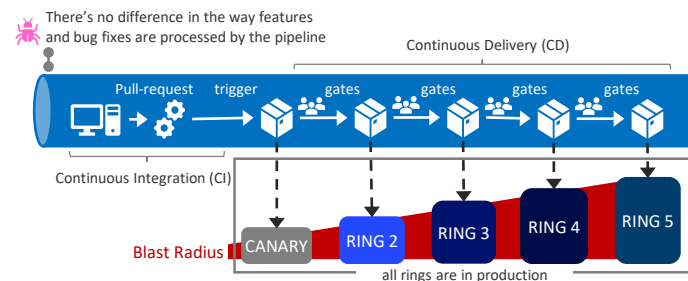 There's no difference in the way features
and bug fixes are processed by the pipeline
Continuous Delivery (CD)
Pull-request
trigger
gates
gates
gates
gates
Continuous Integration (CI)
Blast Radius
CANARY
RING 2
RING 3
RING 4
RING 5
all rings are in production